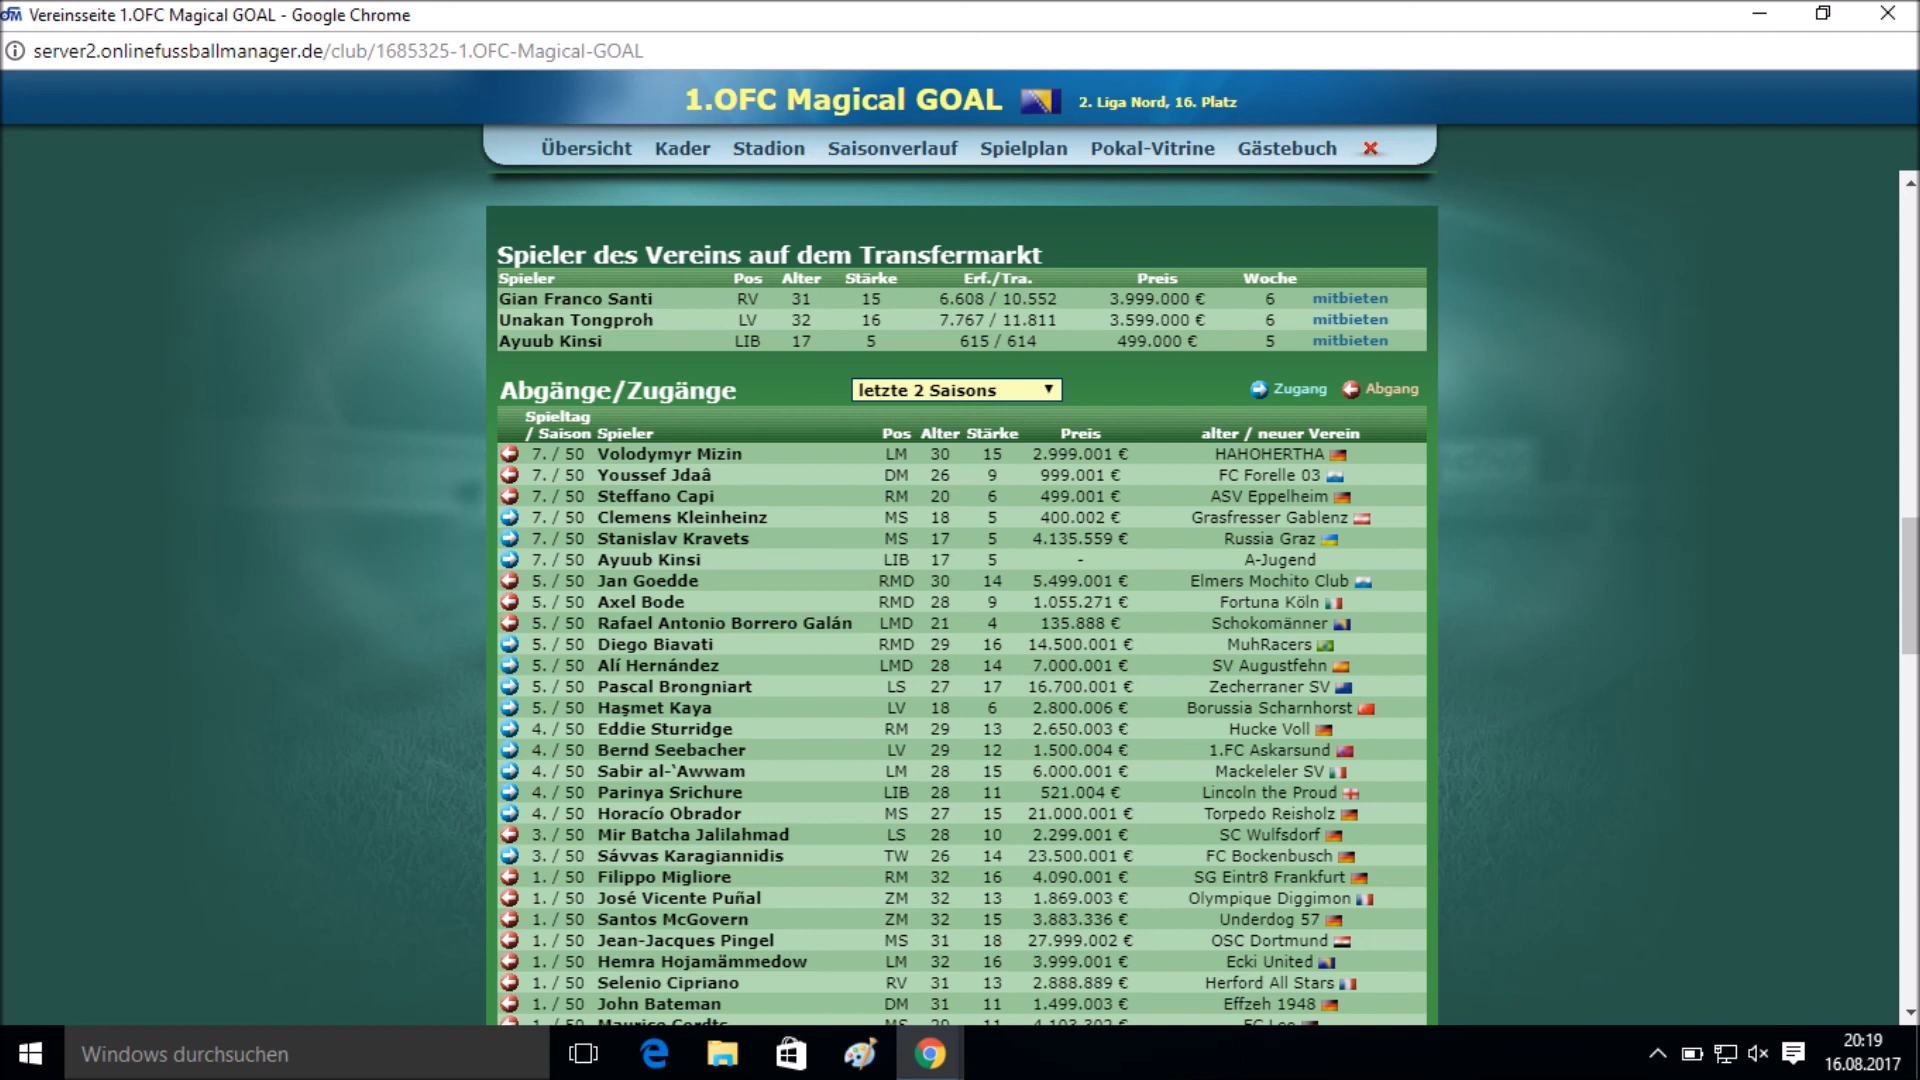 Vereinsseite 1.OFC Magical GOAL - Google Chrome
server2.onlinefussballmanager.de/club/1685325-1.OFC-Magical-GOAL
1.OFC Magical GOAL 2. Liga Nord, 16. Platz
Übersicht Kader Stadion Saisonverlauf Spielplan Pokal-Vitrine Gästebuch
Spieler des Vereins auf dem Transfermarkt
Spieler Pos Alter Stärke Erf./Tra. Preis Woche
Gian Franco Santi RV 31 15 6.608 / 10.552 3.999.000 € 6 mitbieten
Unakan Tongproh LV 32 16 7.767 / 11.811 3.599.000 € 6 mitbieten
Ayuub Kinsi LIB 17 5 615 / 614 499.000 € 5 mitbieten
Abgänge/Zugänge letzte 2 Saisons Zugang Abgang
Spieltag
/ Saison Spieler Pos Alter Stärke Preis alter / neuer Verein
7. / 50 Volodymyr Mizin LM 30 15 2.999.001 € HAHOHERTHA
7. / 50 Youssef Jdaâ DM 26 9 999.001 € FC Forelle 03
7. / 50 Steffano Capi RM 20 6 499.001 € ASV Eppelheim
7. / 50 Clemens Kleinheinz MS 18 5 400.002 € Grasfresser Gablenz
7. / 50 Stanislav Kravets MS 17 5 4.135.559 € Russia Graz
7. / 50 Ayuub Kinsi LIB 17 5 - A-Jugend
5. / 50 Jan Goedde RMD 30 14 5.499.001 € Elmers Mochito Club
5. / 50 Axel Bode RMD 28 9 1.055.271 € Fortuna Köln
5. / 50 Rafael Antonio Borrero Galán LMD 21 4 135.888 € Schokomänner
5. / 50 Diego Biavati RMD 29 16 14.500.001 € MuhRacers
5. / 50 Alí Hernández LMD 28 14 7.000.001 € SV Augustfehn
5. / 50 Pascal Brongniart LS 27 17 16.700.001 € Zecherraner SV
5. / 50 Haşmet Kaya LV 18 6 2.800.006 € Borussia Scharnhorst
4. / 50 Eddie Sturridge RM 29 13 2.650.003 € Hucke Voll
4. / 50 Bernd Seebacher LV 29 12 1.500.004 € 1.FC Askarsund
4. / 50 Sabir al-‛Awwam LM 28 15 6.000.001 € Mackeleler SV
4. / 50 Parinya Srichure LIB 28 11 521.004 € Lincoln the Proud
4. / 50 Horacío Obrador MS 27 15 21.000.001 € Torpedo Reisholz
3. / 50 Mir Batcha Jalilahmad LS 28 10 2.299.001 € SC Wulfsdorf
3. / 50 Sávvas Karagiannidis TW 26 14 23.500.001 € FC Bockenbusch
1. / 50 Filippo Migliore RM 32 16 4.090.001 € SG Eintr8 Frankfurt
1. / 50 José Vicente Puñal ZM 32 13 1.869.003 € Olympique Diggimon
1. / 50 Santos McGovern ZM 32 15 3.883.336 € Underdog 57
1. / 50 Jean-Jacques Pingel MS 31 18 27.999.002 € OSC Dortmund
1. / 50 Hemra Hojamämmedow LM 32 16 3.999.001 € Ecki United
1. / 50 Selenio Cipriano RV 31 13 2.888.889 € Herford All Stars
1. / 50 John Bateman DM 31 11 1.499.003 € Effzeh 1948
Windows durchsuchen
20:19
16.08.2017